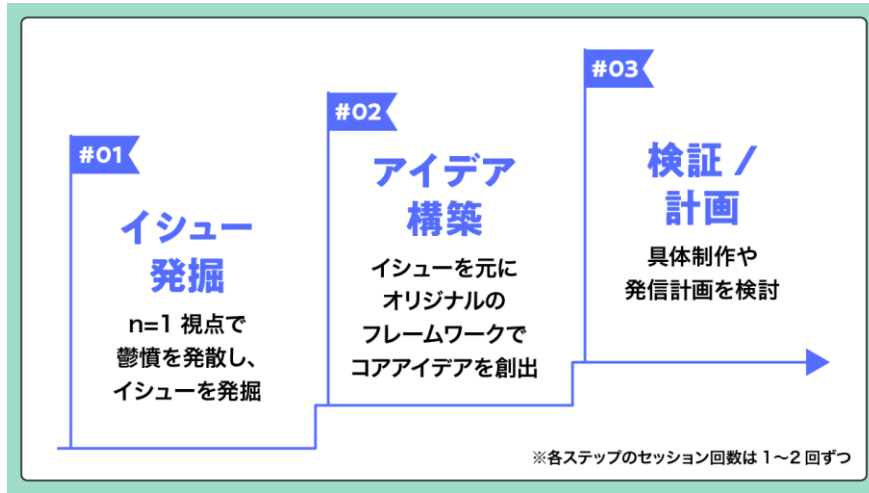 #01
イシュー
発掘
n=1 視点で
鬱憤を発散し、
イシューを発掘
#02
アイデア
構築
イシューを元に
オリジナルの
フレームワークで
コアアイデアを創出
#03
検証 /
計画
具体制作や
発信計画を検討
※各ステップのセッション回数は1〜2回ずつ